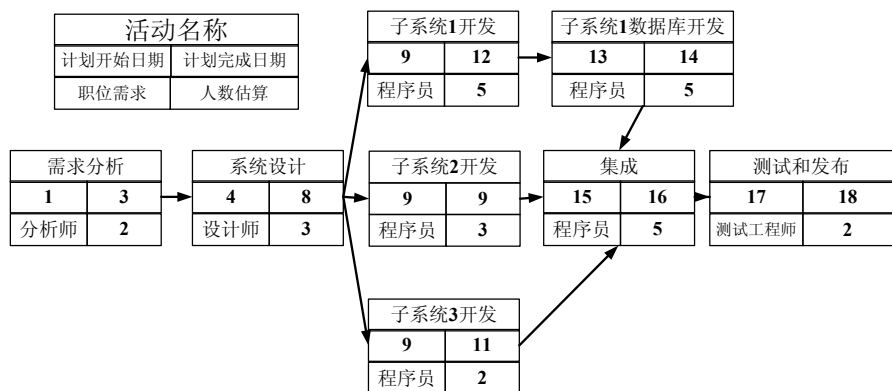 活动名称
计划开始日期 计划完成日期
职位需求 人数估算
子系统1开发
9 12
程序员 5
子系统1数据库开发
13 14
程序员 5
需求分析
1 3
分析师 2
系统设计
4 8
设计师 3
子系统2开发
9 9
程序员 3
集成
15 16
程序员 5
测试和发布
17 18
测试工程师 2
子系统3开发
9 11
程序员 2